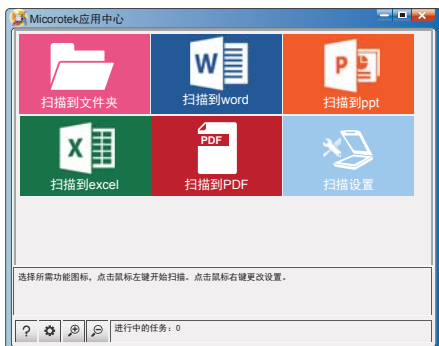 Micorotek应用中心
扫描到文件夹
W
扫描到word
P
扫描到ppt
X
扫描到excel
PDF
扫描到PDF
扫描设置
选择所需功能图标，点击鼠标左键开始扫描。点击鼠标右键更改设置。
?
进行中的任务：0